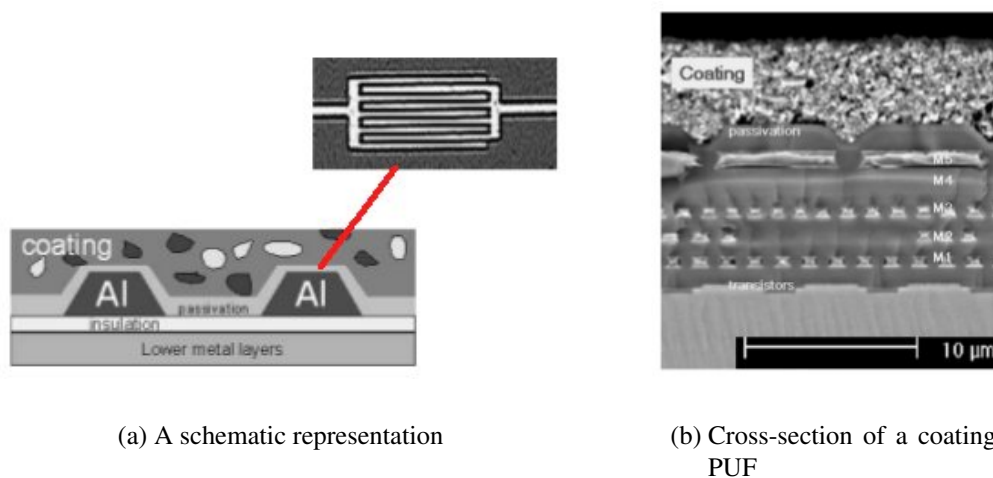 coating
Al
Al
passivation
insulation
Lower metal layers
(a) A schematic representation
Coating
passivation
M5
M4
M3
M2
M1
transistors
10 µm
(b) Cross-section of a coating
PUF